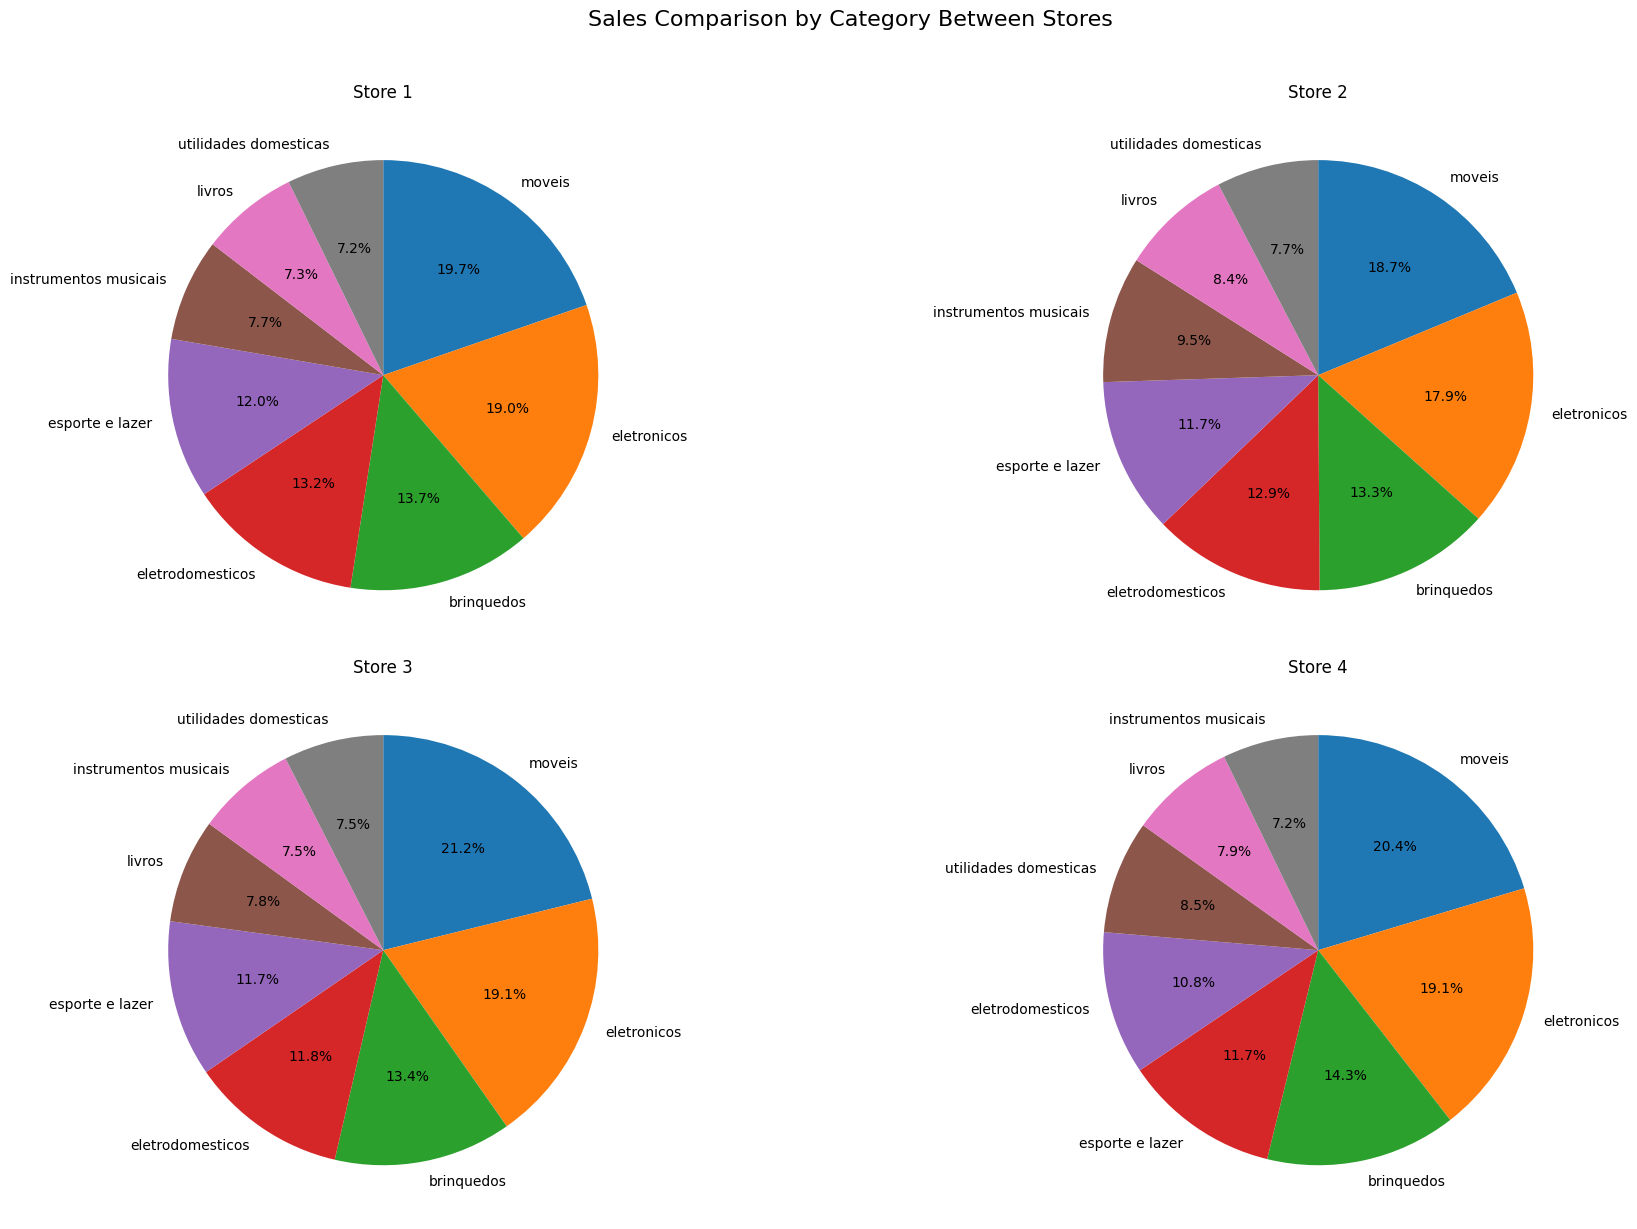 Sales Comparison by Category Between Stores
Store 1
utilidades domesticas
livros
instrumentos musicais
esporte e lazer
eletrodomesticos
brinquedos
eletronicos
moveis
7.2%
7.3%
7.7%
12.0%
13.2%
13.7%
19.0%
19.7%
Store 2
utilidades domesticas
livros
instrumentos musicais
esporte e lazer
eletrodomesticos
brinquedos
eletronicos
moveis
7.7%
8.4%
9.5%
11.7%
12.9%
13.3%
17.9%
18.7%
Store 3
utilidades domesticas
instrumentos musicais
livros
esporte e lazer
eletrodomesticos
brinquedos
eletronicos
moveis
7.5%
7.5%
7.8%
11.7%
11.8%
13.4%
19.1%
21.2%
Store 4
instrumentos musicais
livros
utilidades domesticas
eletrodomesticos
esporte e lazer
brinquedos
eletronicos
moveis
7.2%
7.9%
8.5%
10.8%
11.7%
14.3%
19.1%
20.4%